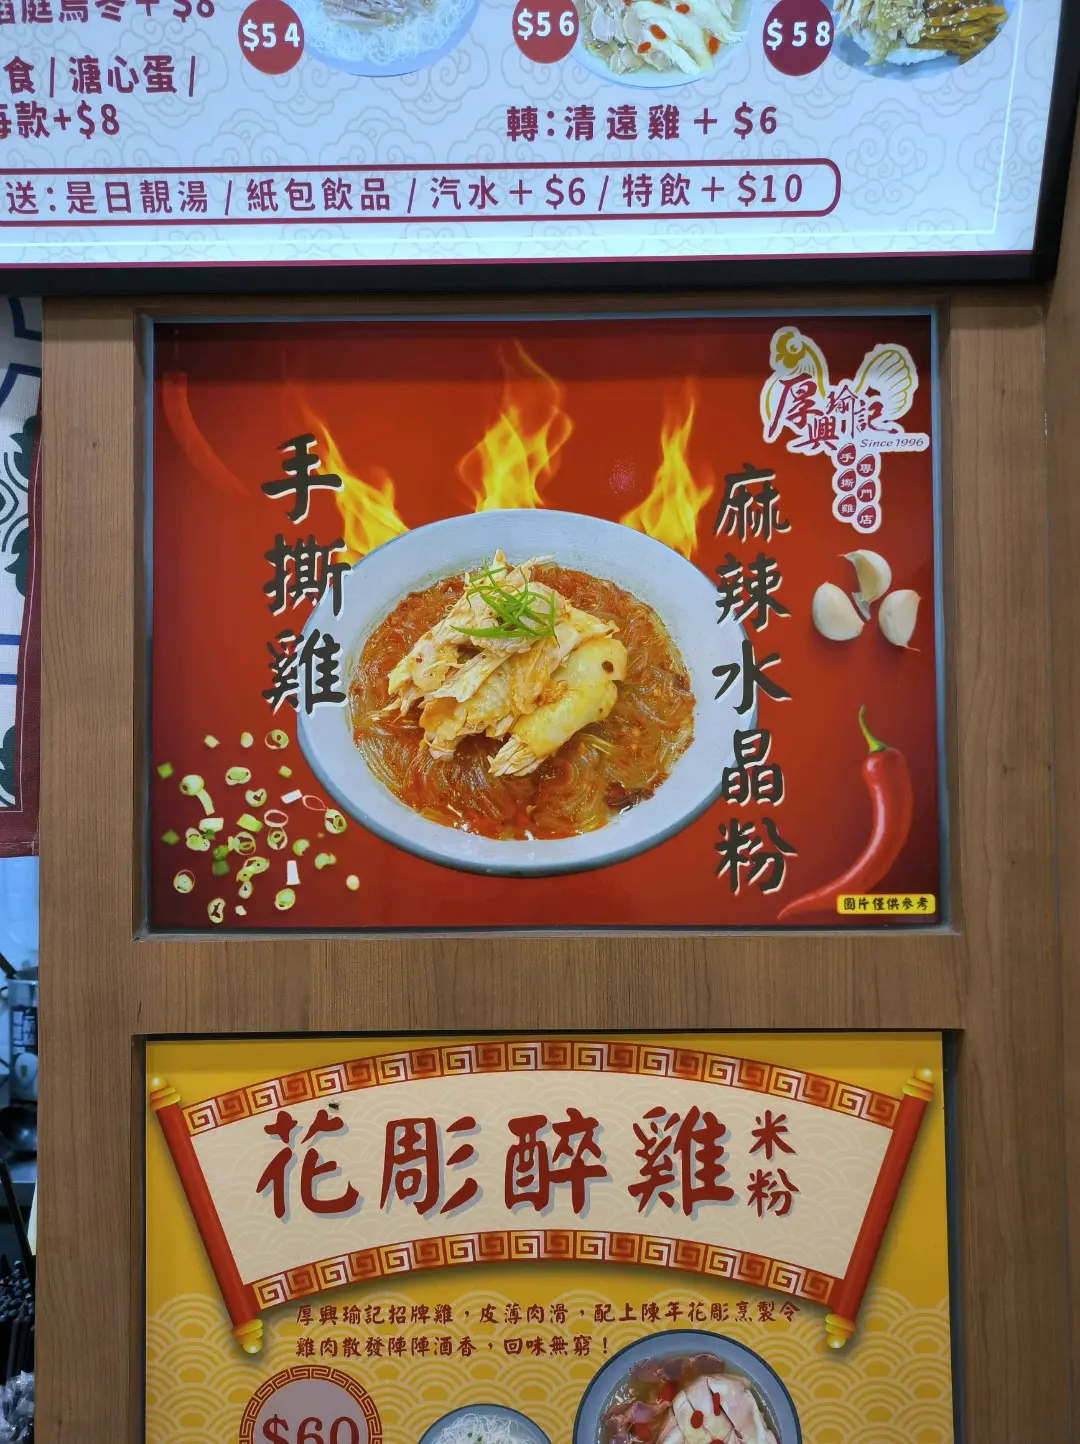 +$8
$54
$56
$58
食 / 溏心蛋 /
款+$8
轉：清遠雞 + $6
送：是日靚湯 / 紙包飲品 / 汽水 + $6 / 特飲 + $10
厚興瑜記
Since 1996
手撕雞
專門店
手撕雞
麻辣水晶粉
圖片僅供參考
花彫醉雞
米粉
厚興瑜記招牌雞，皮薄肉滑，配上陳年花彫烹製令
雞肉散發陣陣酒香，回味無窮！
$60